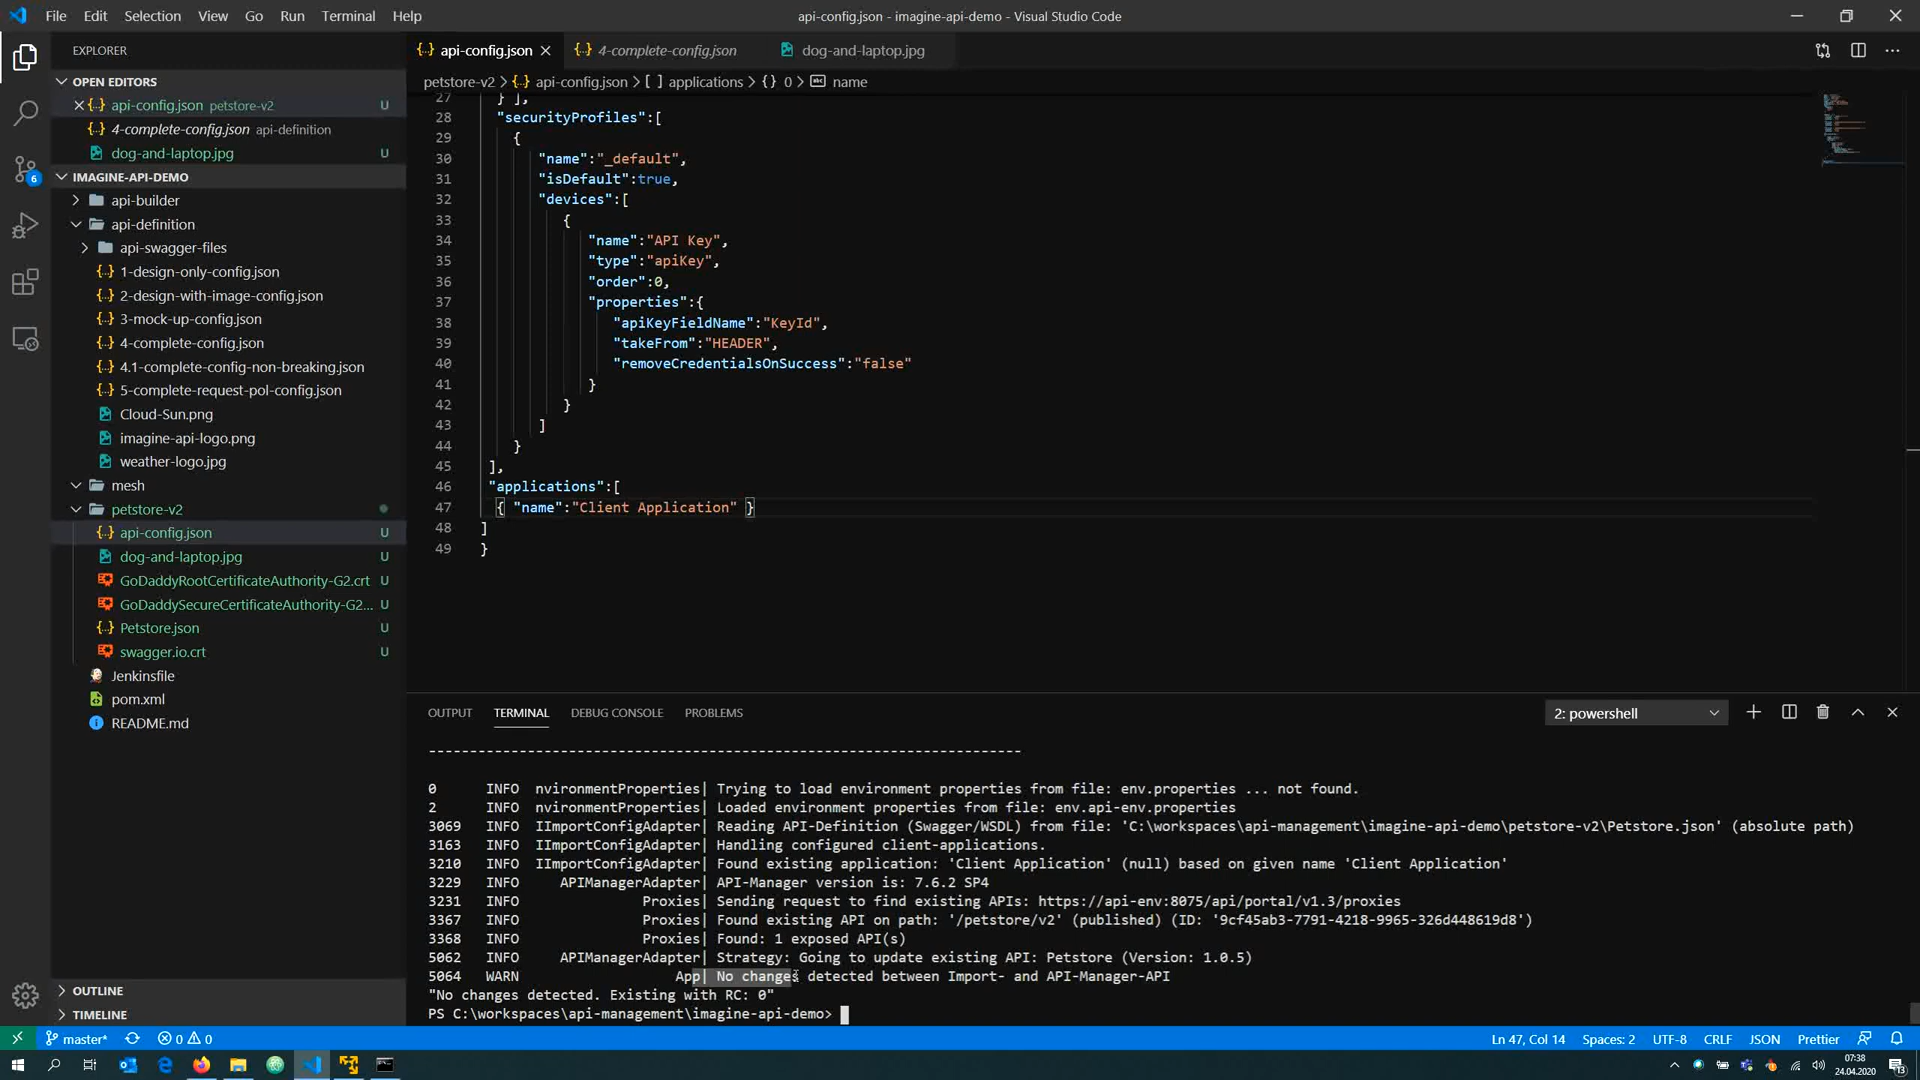 File Edit Selection View Go Run Terminal Help
api-config.json - imagine-api-demo - Visual Studio Code
EXPLORER
OPEN EDITORS
api-config.json petstore-v2 U
4-complete-config.json api-definition
dog-and-laptop.jpg U
IMAGINE-API-DEMO
api-builder
api-definition
api-swagger-files
1-design-only-config.json
2-design-with-image-config.json
3-mock-up-config.json
4-complete-config.json
4.1-complete-config-non-breaking.json
5-complete-request-pol-config.json
Cloud-Sun.png
imagine-api-logo.png
weather-logo.jpg
mesh
petstore-v2
api-config.json U
dog-and-laptop.jpg U
GoDaddyRootCertificateAuthority-G2.crt U
GoDaddySecureCertificateAuthority-G2... U
Petstore.json U
swagger.io.crt U
Jenkinsfile
pom.xml
README.md
OUTLINE
TIMELINE
6
api-config.json
4-complete-config.json
dog-and-laptop.jpg
petstore-v2 > {..} api-config.json > [ ] applications > {} 0 > abc name
27 } ],
28 "securityProfiles":[
29 {
30 "name":"_default",
31 "isDefault":true,
32 "devices":[
33 {
34 "name":"API Key",
35 "type":"apiKey",
36 "order":0,
37 "properties":{
38 "apiKeyFieldName":"KeyId",
39 "takeFrom":"HEADER",
40 "removeCredentialsOnSuccess":"false"
41 }
42 }
43 ]
44 }
45 ],
46 "applications":[
47 { "name":"Client Application" }
48 ]
49 }
OUTPUT TERMINAL DEBUG CONSOLE PROBLEMS
2: powershell
------------------------------------------------------------------------
0 INFO nvironmentProperties| Trying to load environment properties from file: env.properties ... not found.
2 INFO nvironmentProperties| Loaded environment properties from file: env.api-env.properties
3069 INFO IImportConfigAdapter| Reading API-Definition (Swagger/WSDL) from file: 'C:\workspaces\api-management\imagine-api-demo\petstore-v2\Petstore.json' (absolute path)
3163 INFO IImportConfigAdapter| Handling configured client-applications.
3210 INFO IImportConfigAdapter| Found existing application: 'Client Application' (null) based on given name 'Client Application'
3229 INFO APIManagerAdapter| API-Manager version is: 7.6.2 SP4
3231 INFO Proxies| Sending request to find existing APIs: https://api-env:8075/api/portal/v1.3/proxies
3367 INFO Proxies| Found existing API on path: '/petstore/v2' (published) (ID: '9cf45ab3-7791-4218-9965-326d448619d8')
3368 INFO Proxies| Found: 1 exposed API(s)
5062 INFO APIManagerAdapter| Strategy: Going to update existing API: Petstore (Version: 1.0.5)
5064 WARN App| No changes detected between Import- and API-Manager-API
"No changes detected. Existing with RC: 0"
PS C:\workspaces\api-management\imagine-api-demo>
master* 0 0
Ln 47, Col 14 Spaces: 2 UTF-8 CRLF JSON Prettier
07:38
24.04.2020